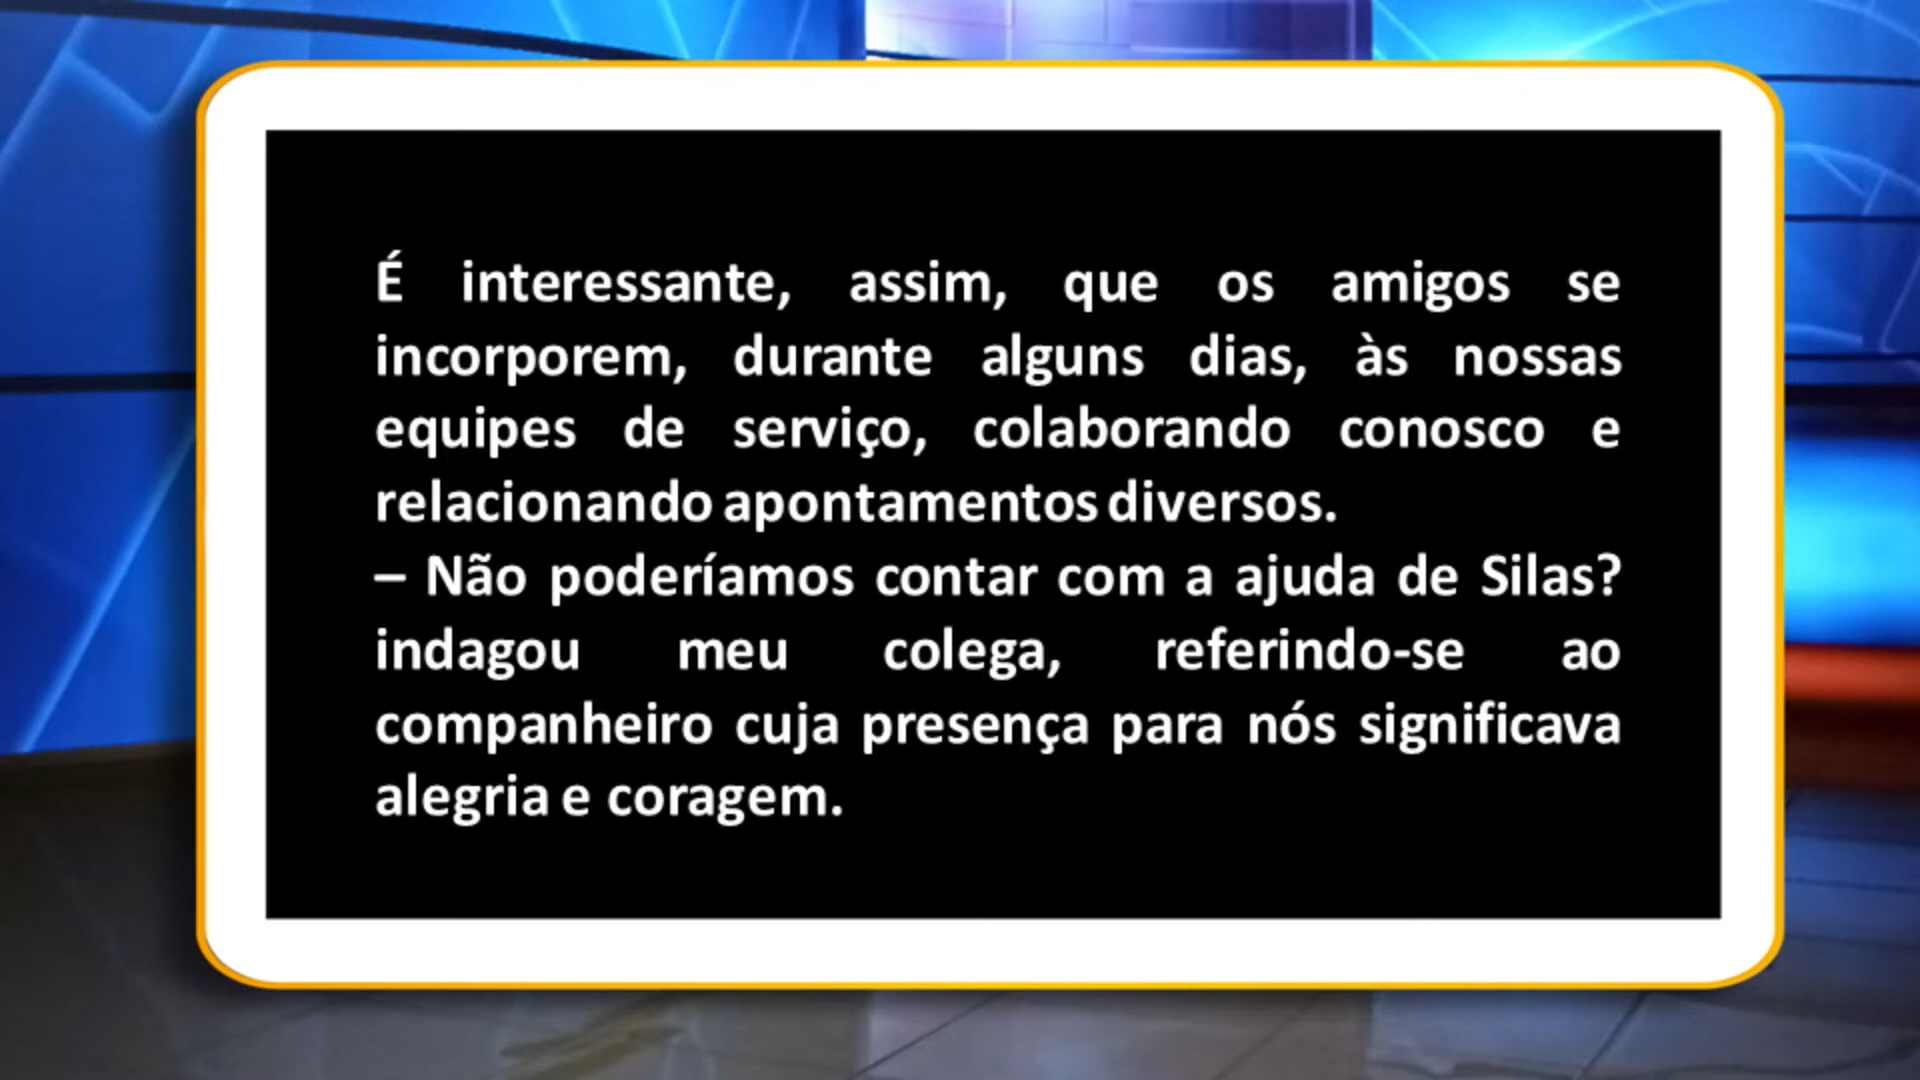 É interessante, assim, que os amigos se
incorporem, durante alguns dias, às nossas
equipes de serviço, colaborando conosco e
relacionando apontamentos diversos.
– Não poderíamos contar com a ajuda de Silas?
indagou meu colega, referindo-se ao
companheiro cuja presença para nós significava
alegria e coragem.